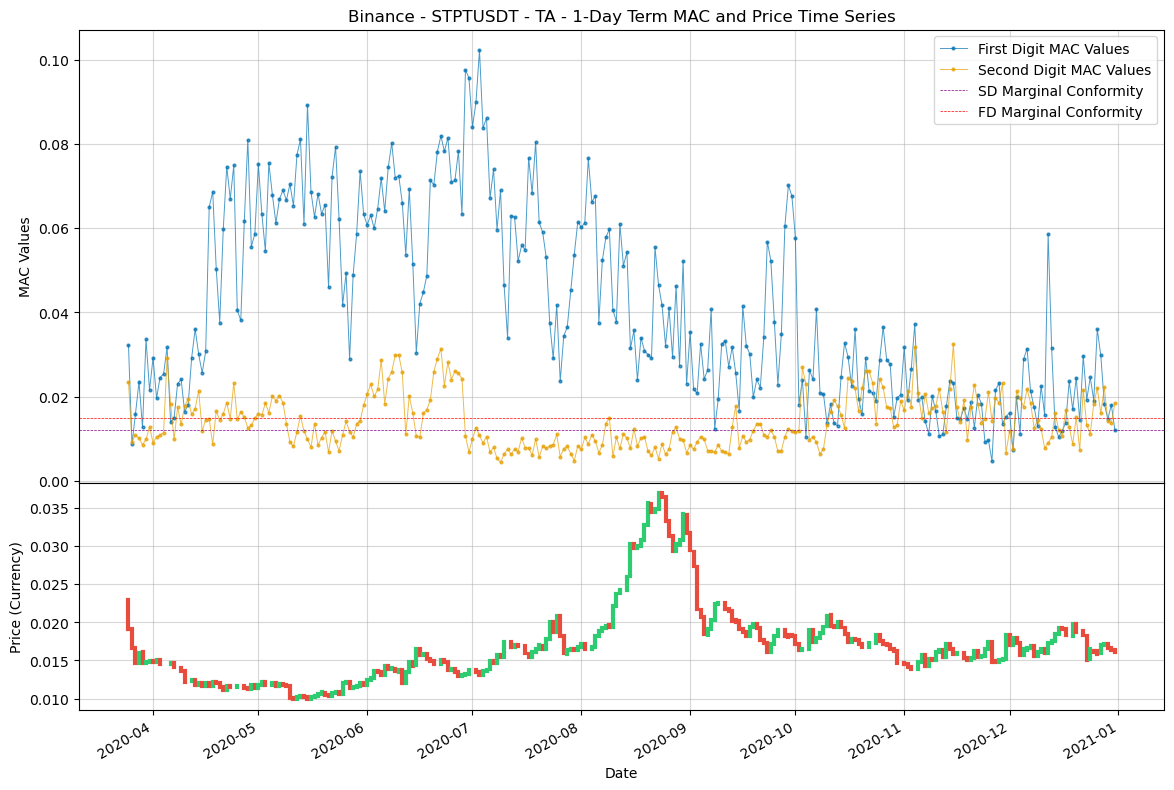 Binance - STPTUSDT - TA - 1-Day Term MAC and Price Time Series
First Digit MAC Values
Second Digit MAC Values
SD Marginal Conformity
FD Marginal Conformity
MAC Values
0.10
0.08
0.06
0.04
0.02
0.00
Price (Currency)
0.035
0.030
0.025
0.020
0.015
0.010
2020-04
2020-05
2020-06
2020-07
2020-08
2020-09
2020-10
2020-11
2020-12
2021-01
Date